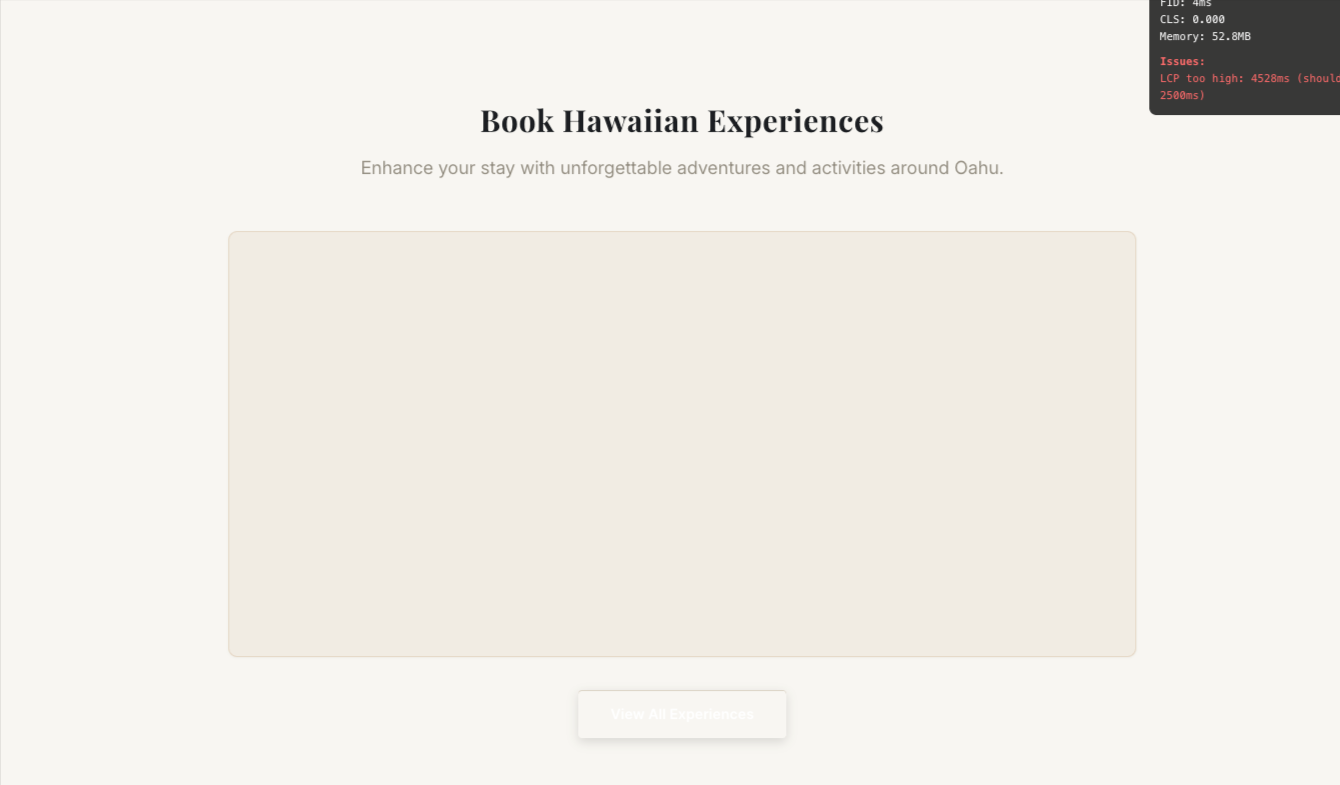 FID: 4ms
CLS: 0.000
Memory: 52.8MB
Issues:
LCP too high: 4528ms (should
2500ms)
Book Hawaiian Experiences
Enhance your stay with unforgettable adventures and activities around Oahu.
View All Experiences